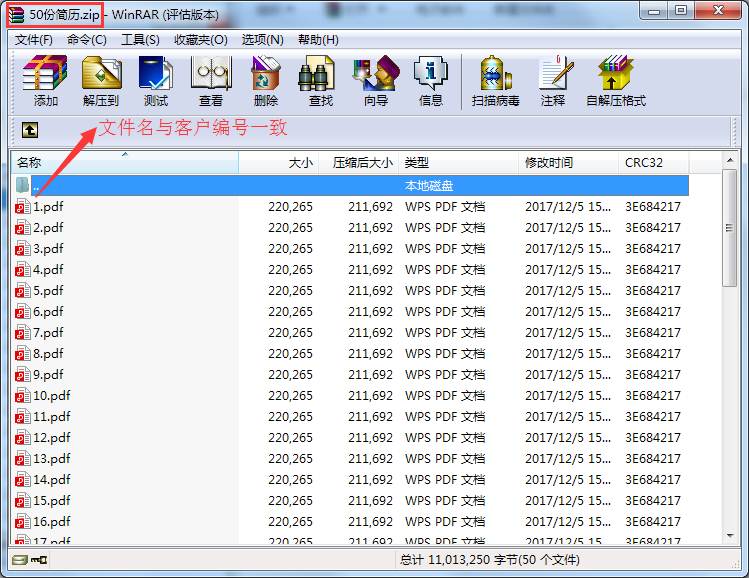 50份简历.zip - WinRAR (评估版本)
文件(F) 命令(C) 工具(S) 收藏夹(O) 选项(N) 帮助(H)
添加 解压到 测试 查看 删除 查找 向导 信息 扫描病毒 注释 自解压格式
文件名与客户编号一致
名称 大小 压缩后大小 类型 修改时间 CRC32
.. 本地磁盘
1.pdf 220,265 211,692 WPS PDF 文档 2017/12/5 15... 3E684217
2.pdf 220,265 211,692 WPS PDF 文档 2017/12/5 15... 3E684217
3.pdf 220,265 211,692 WPS PDF 文档 2017/12/5 15... 3E684217
4.pdf 220,265 211,692 WPS PDF 文档 2017/12/5 15... 3E684217
5.pdf 220,265 211,692 WPS PDF 文档 2017/12/5 15... 3E684217
6.pdf 220,265 211,692 WPS PDF 文档 2017/12/5 15... 3E684217
7.pdf 220,265 211,692 WPS PDF 文档 2017/12/5 15... 3E684217
8.pdf 220,265 211,692 WPS PDF 文档 2017/12/5 15... 3E684217
9.pdf 220,265 211,692 WPS PDF 文档 2017/12/5 15... 3E684217
10.pdf 220,265 211,692 WPS PDF 文档 2017/12/5 15... 3E684217
11.pdf 220,265 211,692 WPS PDF 文档 2017/12/5 15... 3E684217
12.pdf 220,265 211,692 WPS PDF 文档 2017/12/5 15... 3E684217
13.pdf 220,265 211,692 WPS PDF 文档 2017/12/5 15... 3E684217
14.pdf 220,265 211,692 WPS PDF 文档 2017/12/5 15... 3E684217
15.pdf 220,265 211,692 WPS PDF 文档 2017/12/5 15... 3E684217
16.pdf 220,265 211,692 WPS PDF 文档 2017/12/5 15... 3E684217
17.pdf 220,265 211,692 WPS PDF 文档 2017/12/5 15... 3E684217
总计 11,013,250 字节(50 个文件)